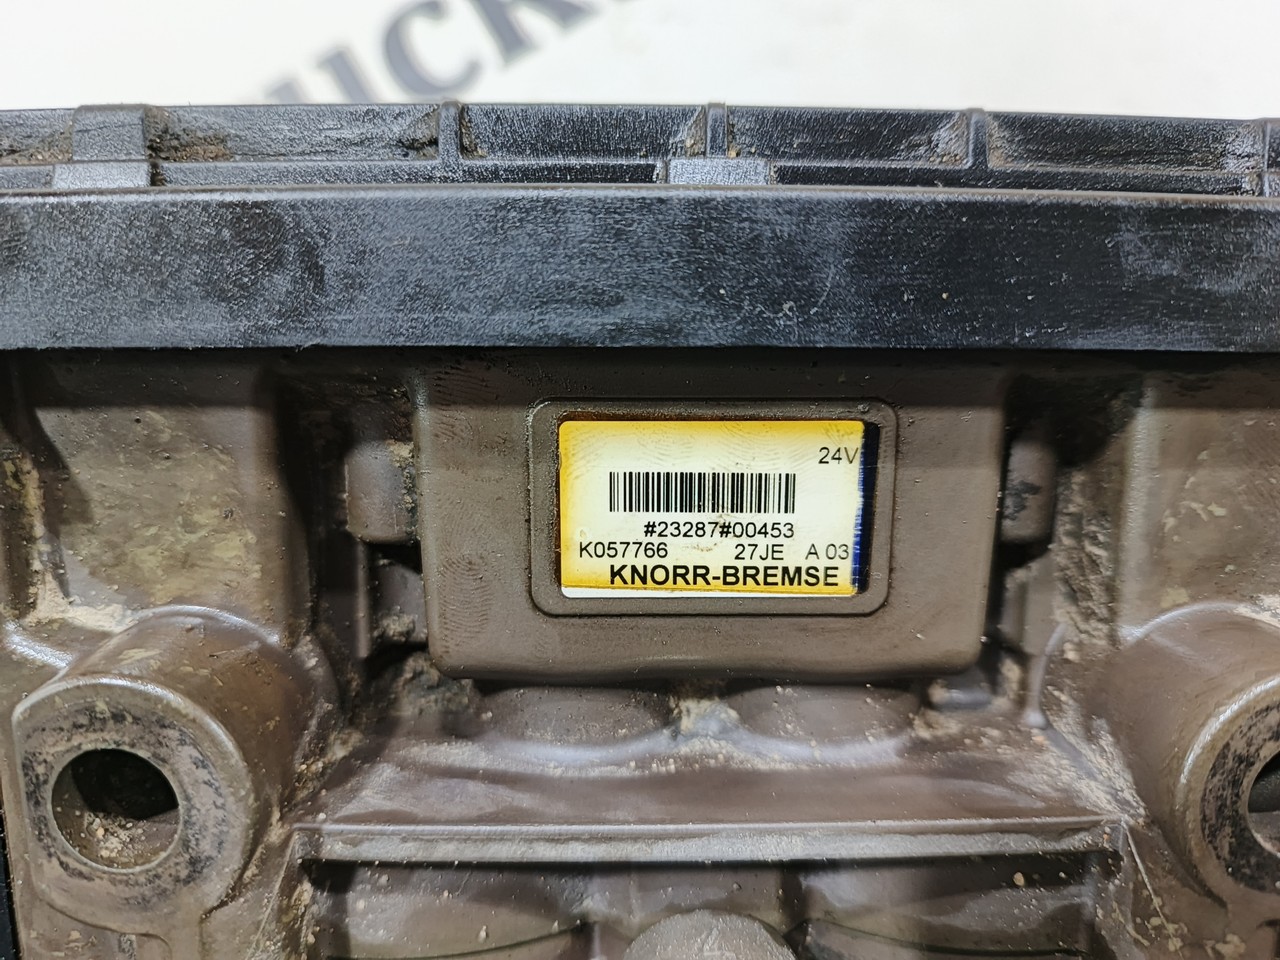 24V
#23287#00453
K057766 27JE A 03
KNORR-BREMSE